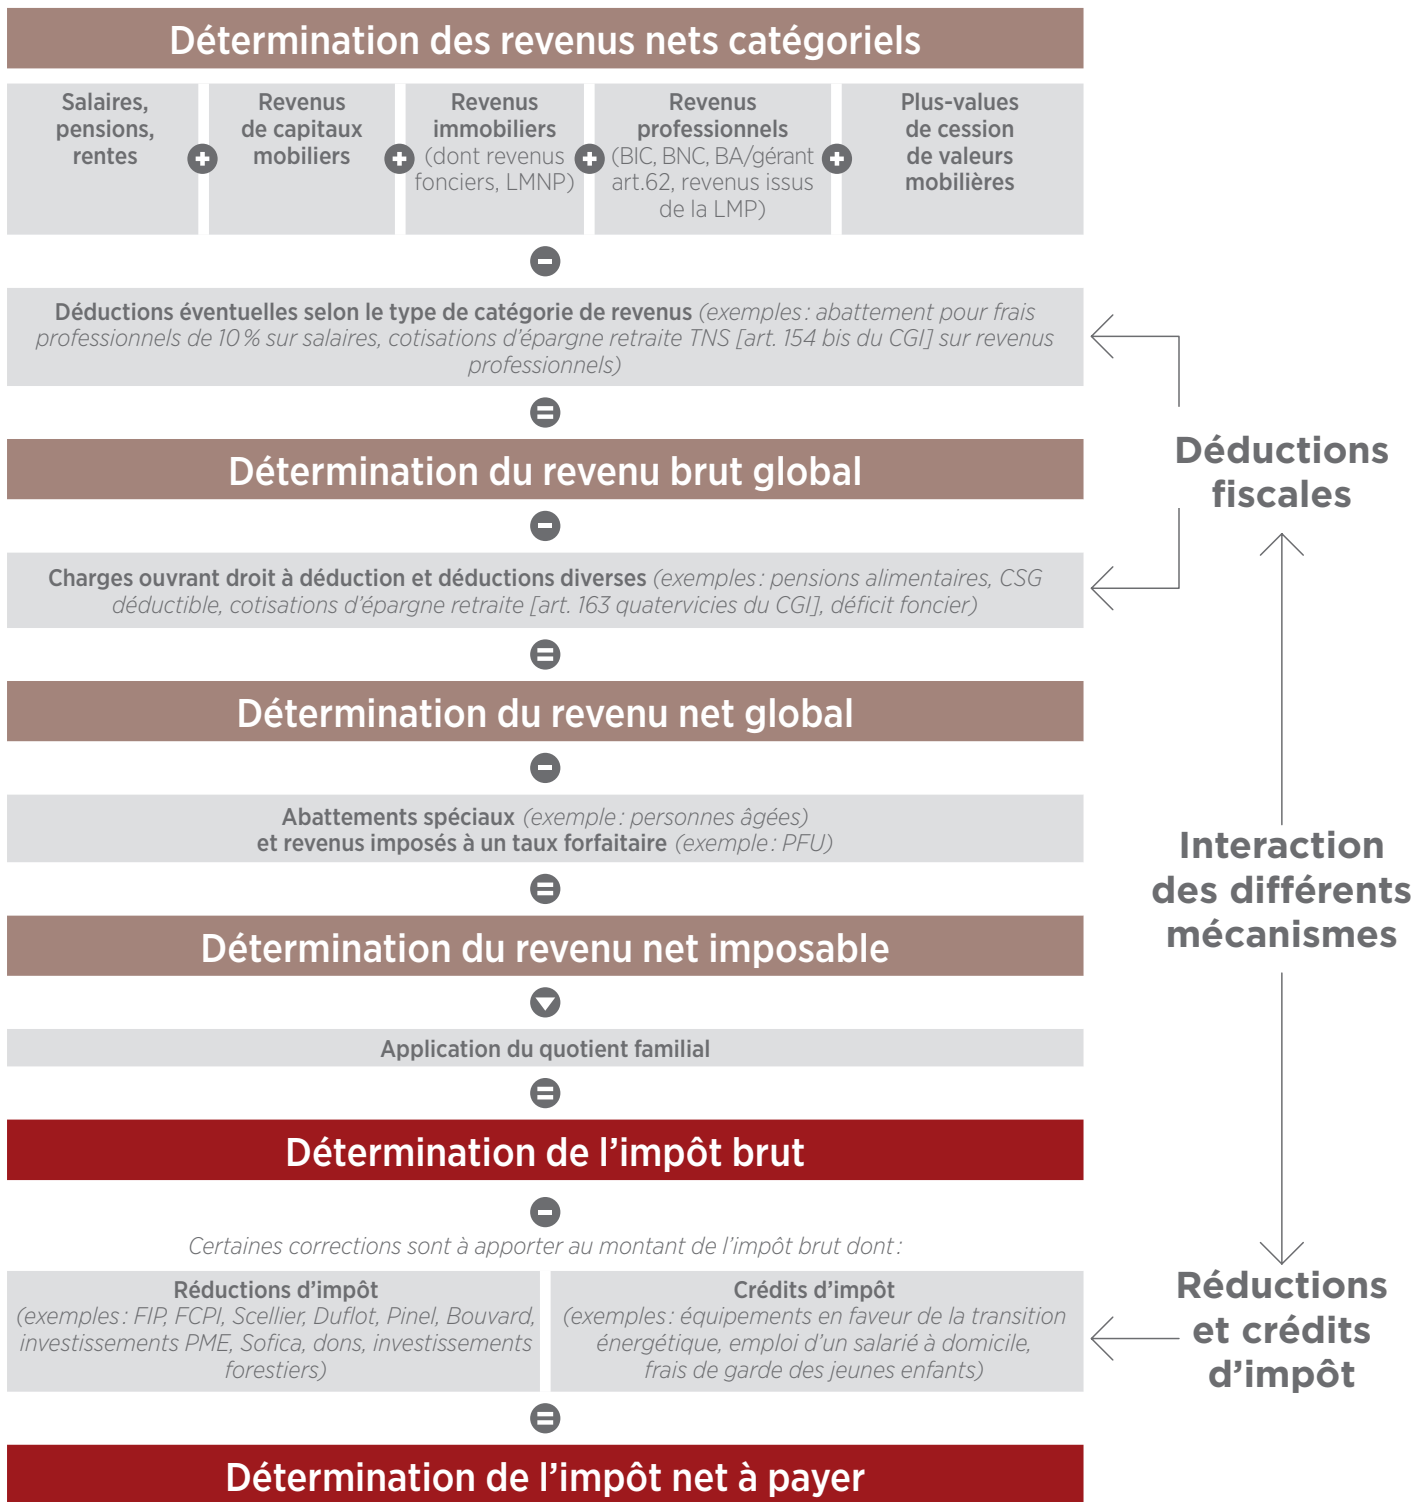 Détermination des revenus nets catégoriels
Salaires,
pensions,
rentes
Revenus
de capitaux
mobiliers
Revenus
immobiliers
(dont revenus
fonciers, LMNP)
Revenus
professionnels
(BIC, BNC, BA/gérant
art.62, revenus issus
de la LMP)
Plus-values
de cession
de valeurs
mobilières
Déductions éventuelles selon le type de catégorie de revenus (exemples : abattement pour frais
professionnels de 10 % sur salaires, cotisations d’épargne retraite TNS [art. 154 bis du CGI] sur revenus
professionnels)
Détermination du revenu brut global
Charges ouvrant droit à déduction et déductions diverses (exemples : pensions alimentaires, CSG
déductible, cotisations d’épargne retraite [art. 163 quatervicies du CGI], déficit foncier)
Détermination du revenu net global
Abattements spéciaux (exemple : personnes âgées)
et revenus imposés à un taux forfaitaire (exemple : PFU)
Détermination du revenu net imposable
Application du quotient familial
Détermination de l’impôt brut
Certaines corrections sont à apporter au montant de l’impôt brut dont :
Réductions d’impôt
(exemples : FIP, FCPI, Scellier, Duflot, Pinel, Bouvard,
investissements PME, Sofica, dons, investissements
forestiers)
Crédits d’impôt
(exemples : équipements en faveur de la transition
énergétique, emploi d’un salarié à domicile,
frais de garde des jeunes enfants)
Détermination de l’impôt net à payer
Déductions
fiscales
Interaction
des différents
mécanismes
Réductions
et crédits
d’impôt